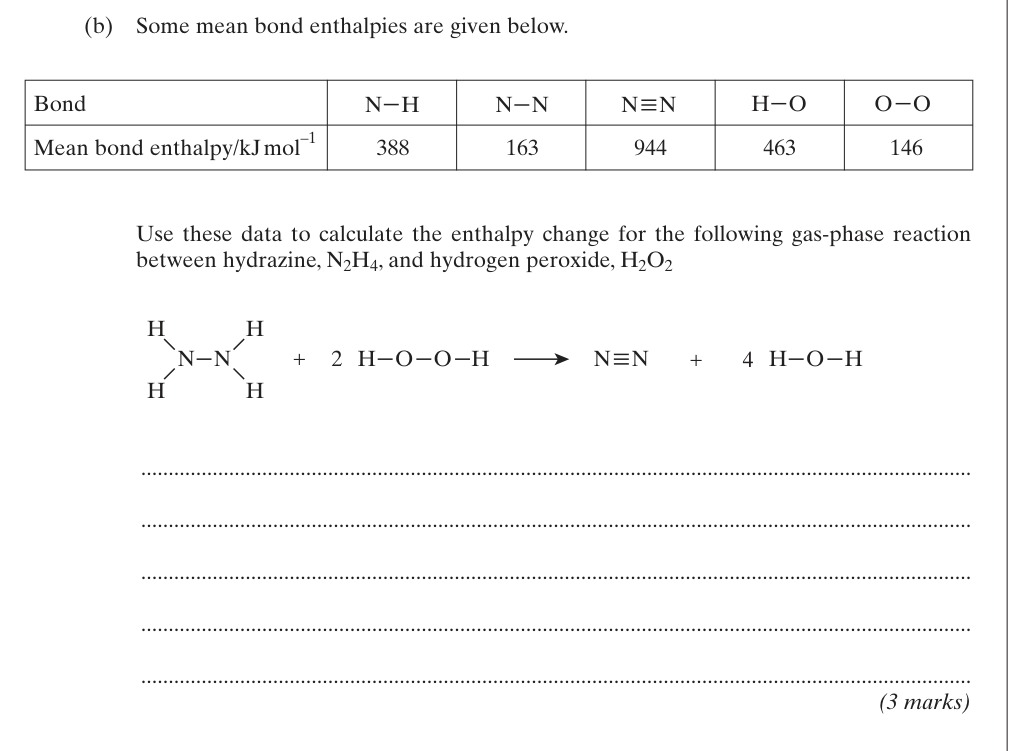 (b) Some mean bond enthalpies are given below.
Bond N–H N–N N≡N H–O O–O
Mean bond enthalpy/kJ mol⁻¹ 388 163 944 463 146
Use these data to calculate the enthalpy change for the following gas-phase reaction
between hydrazine, N₂H₄, and hydrogen peroxide, H₂O₂
H H
N–N + 2 H–O–O–H ⟶ N≡N + 4 H–O–H
H H
(3 marks)